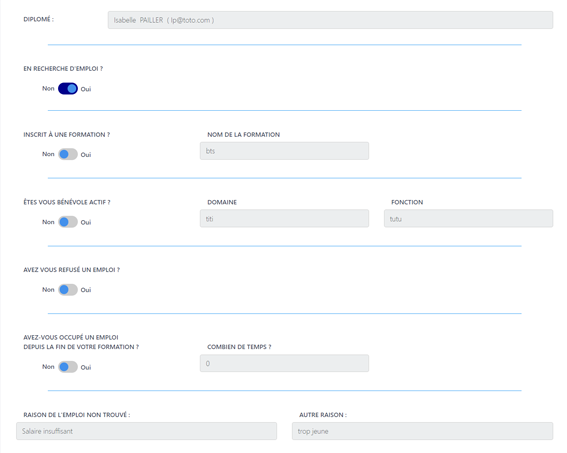 DIPLOMÉ : Isabelle PAILLER ( lp@toto.com )
EN RECHERCHE D'EMPLOI ?
Non Oui
INSCRIT À UNE FORMATION ? NOM DE LA FORMATION
Non Oui bts
ÊTES VOUS BÉNÉVOLE ACTIF ? DOMAINE FONCTION
Non Oui titi tutu
AVEZ VOUS REFUSÉ UN EMPLOI ?
Non Oui
AVEZ-VOUS OCCUPÉ UN EMPLOI
DEPUIS LA FIN DE VOTRE FORMATION ? COMBIEN DE TEMPS ?
Non Oui 0
RAISON DE L'EMPLOI NON TROUVÉ : AUTRE RAISON :
Salaire insuffisant trop jeune